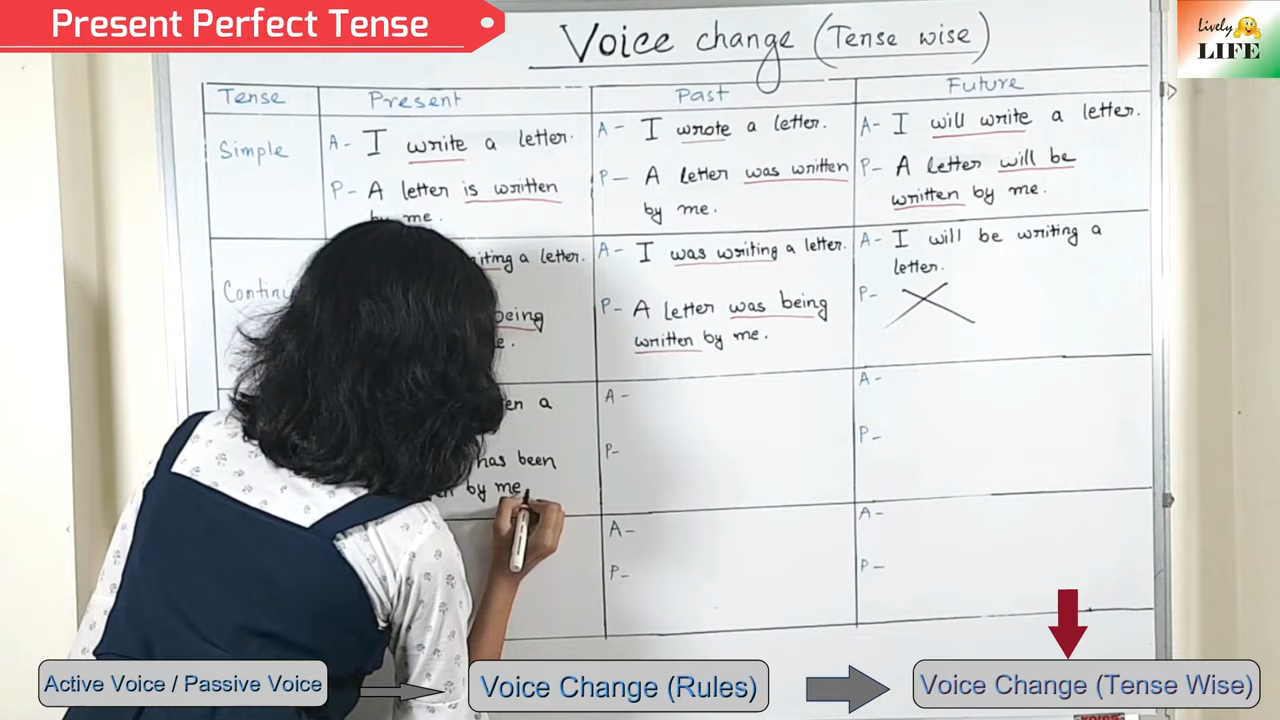 Present Perfect Tense
Lively
LIFE
Voice change (Tense wise)
Tense Present Past Future
Simple
A- I write a letter.
P- A letter is written
me.
A- I wrote a letter.
P- A letter was written
by me.
A- I will write a letter.
P- A letter will be
written by me.
a letter.
being
A- I was writing a letter.
P- A letter was being
written by me.
A- I will be writing a
letter.
P-
a
has been
by me
A-
P-
A-
P-
A-
P-
A-
P-
Active Voice / Passive Voice
Voice Change (Rules)
Voice Change (Tense Wise)